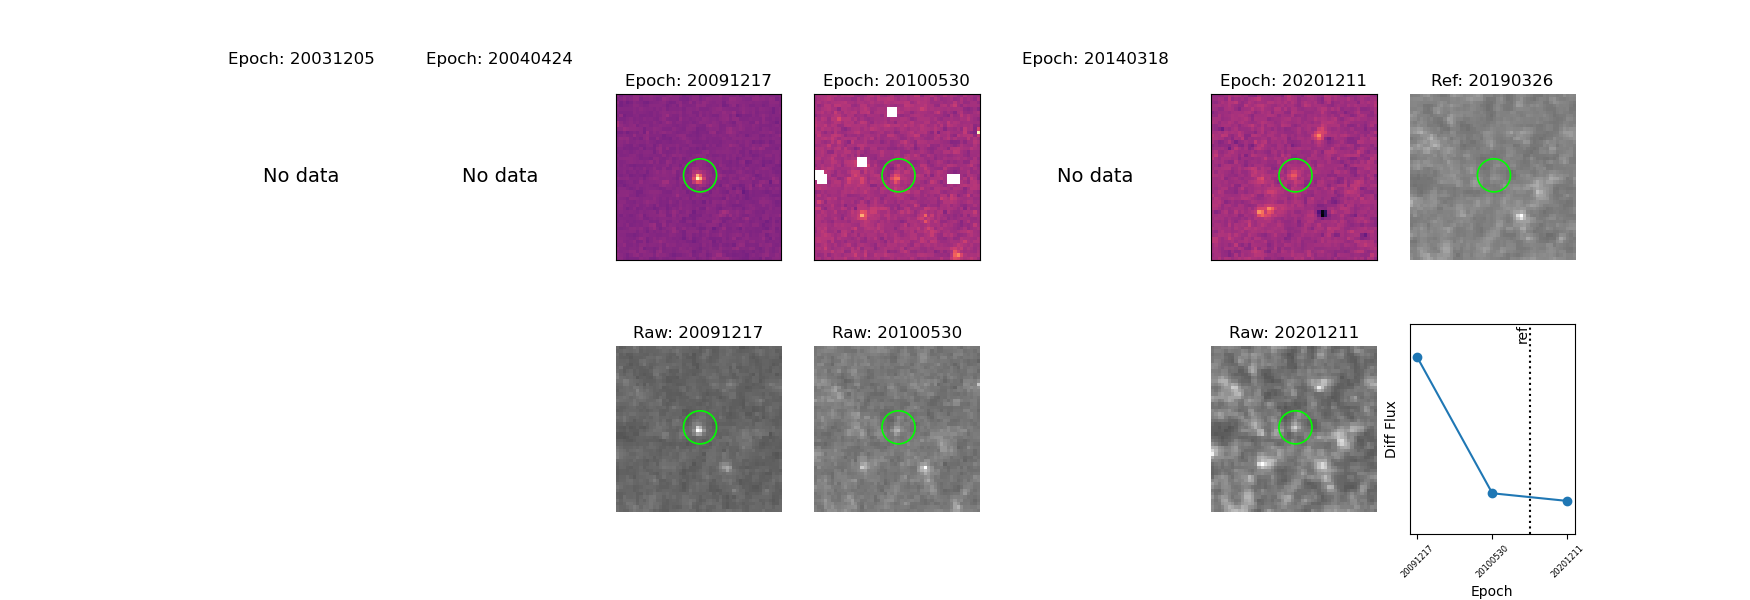 Epoch: 20031205
Epoch: 20040424
Epoch: 20140318
Epoch: 20091217
Epoch: 20100530
Epoch: 20201211
Ref: 20190326
No data
No data
No data
Raw: 20091217
Raw: 20100530
Raw: 20201211
ref
Diff Flux
20091217
20100530
20201211
Epoch